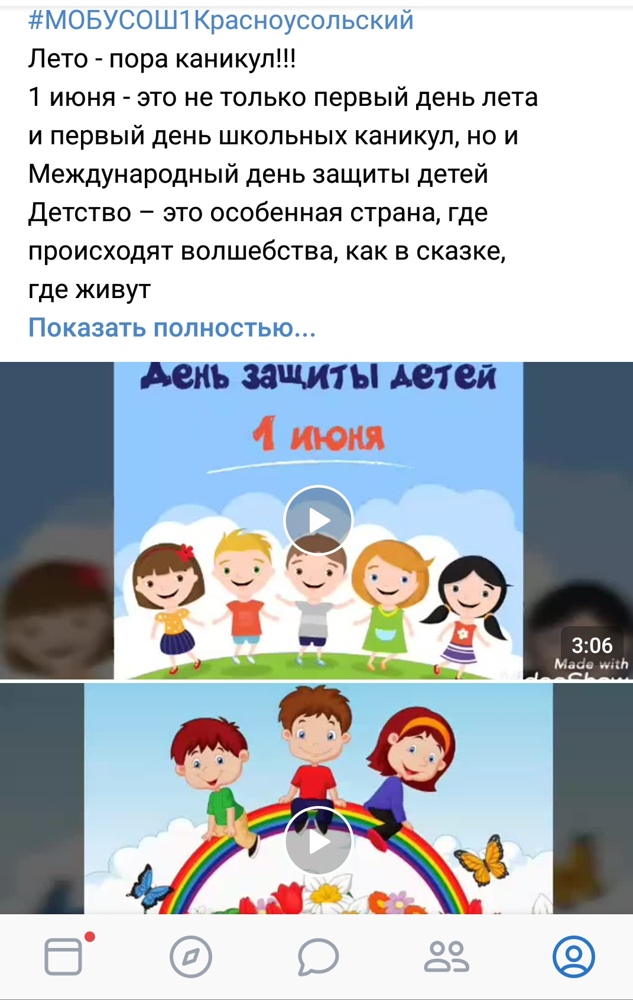 #МОБУСОШ1Красноусольский
Лето - пора каникул!!!
1 июня - это не только первый день лета
и первый день школьных каникул, но и
Международный день защиты детей
Детство – это особенная страна, где
происходят волшебства, как в сказке,
где живут
Показать полностью...
День защиты детей
1 июня
3:06
Made with